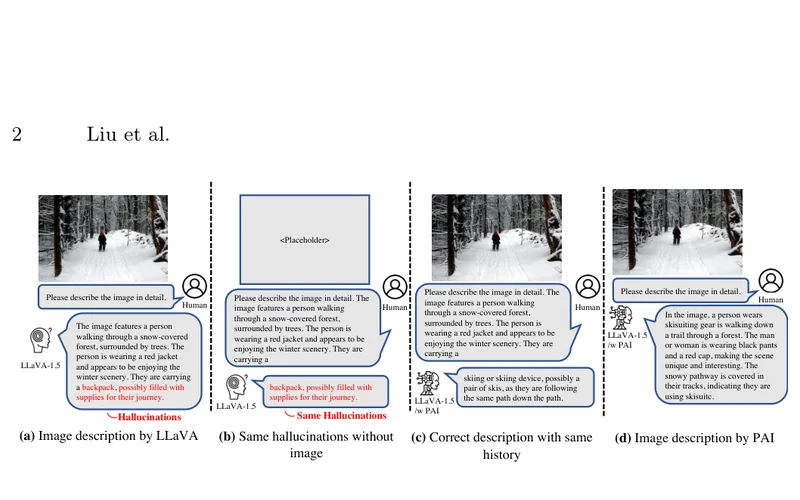 2 Liu et al.
Please describe the image in detail.
Human
The image features a person
walking through a snow-covered
forest, surrounded by trees. The
person is wearing a red jacket
and appears to be enjoying the
winter scenery. They are carrying
a backpack, possibly filled with
supplies for their journey.
LLaVA-1.5
Hallucinations
(a) Image description by LLaVA
<Placeholder>
Please describe the image in detail. The
image features a person walking
through a snow-covered forest,
surrounded by trees. The person is
wearing a red jacket and appears to be
enjoying the winter scenery. They are
carrying a
Human
backpack, possibly filled with
supplies for their journey.
LLaVA-1.5
Same Hallucinations
(b) Same hallucinations without
image
Please describe the image in detail. The
image features a person walking
through a snow-covered forest,
surrounded by trees. The person is
wearing a red jacket and appears to be
enjoying the winter scenery. They are
carrying a
Human
skiing or skiing device, possibly a
pair of skis, as they are following
the same path down the path.
LLaVA-1.5
/w PAI
(c) Correct description with same
history
Please describe the image in detail.
Human
In the image, a person wears
skisuiting gear is walking down
a trail through a forest. The man
or woman is wearing black pants
and a red cap, making the scene
unique and interesting. The
snowy pathway is covered in
their tracks, indicating they are
using skisuitc.
LLaVA-1.5
/w PAI
(d) Image description by PAI